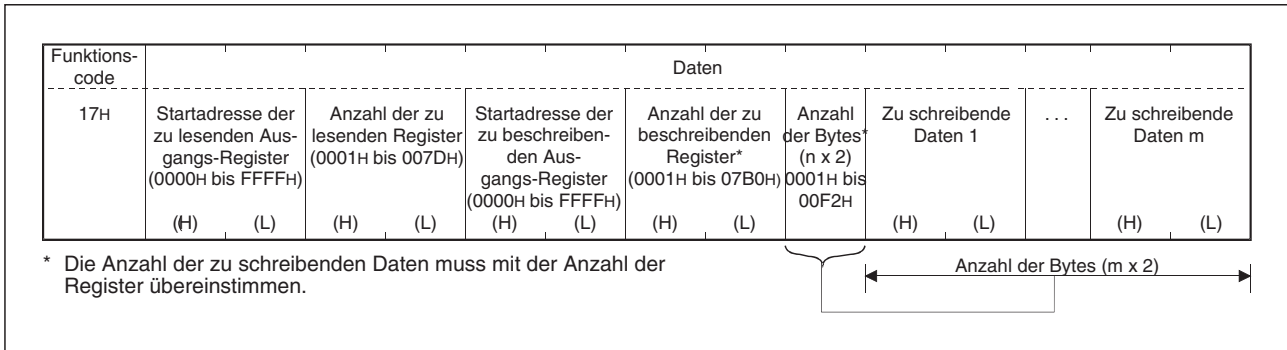 Funktions-
code
Daten
17H
Startadresse der
zu lesenden Aus-
gangs-Register
(0000H bis FFFFH)
(H) (L)
Anzahl der zu
lesenden Register
(0001H bis 007DH)
(H) (L)
Startadresse der
zu beschreiben-
den Aus-
gangs-Register
(0000H bis FFFFH)
(H) (L)
Anzahl der zu
beschreibenden
Register*
(0001H bis 07B0H)
(H) (L)
Anzahl
der Bytes*
(n x 2)
0001H bis
00F2H
Zu schreibende
Daten 1
(H) (L)
. . .
Zu schreibende
Daten m
(H) (L)
* Die Anzahl der zu schreibenden Daten muss mit der Anzahl der
Register übereinstimmen.
Anzahl der Bytes (m x 2)